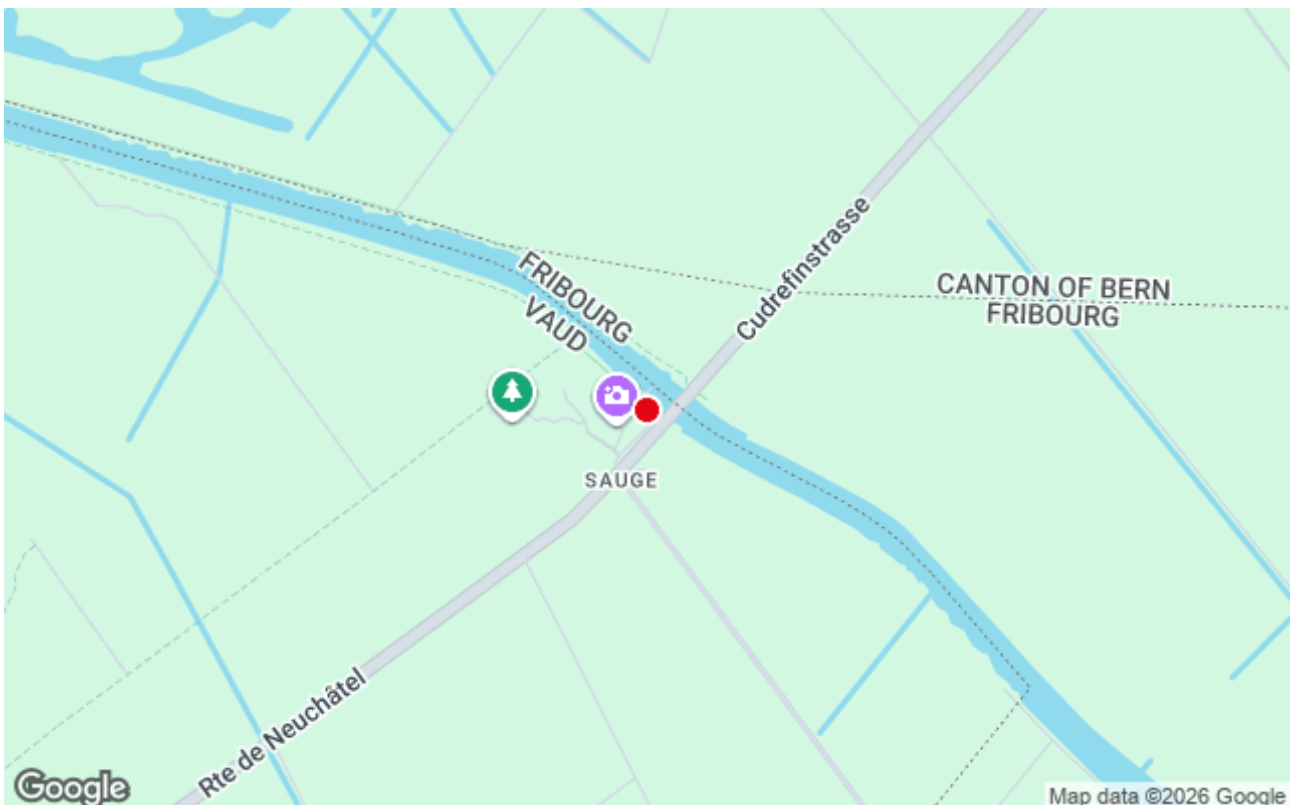 Cudrefinstrasse
FRIBOURG
VAUD
CANTON OF BERN
FRIBOURG
SAUGE
Rte de Neuchâtel
Google
Map data ©2026 Google